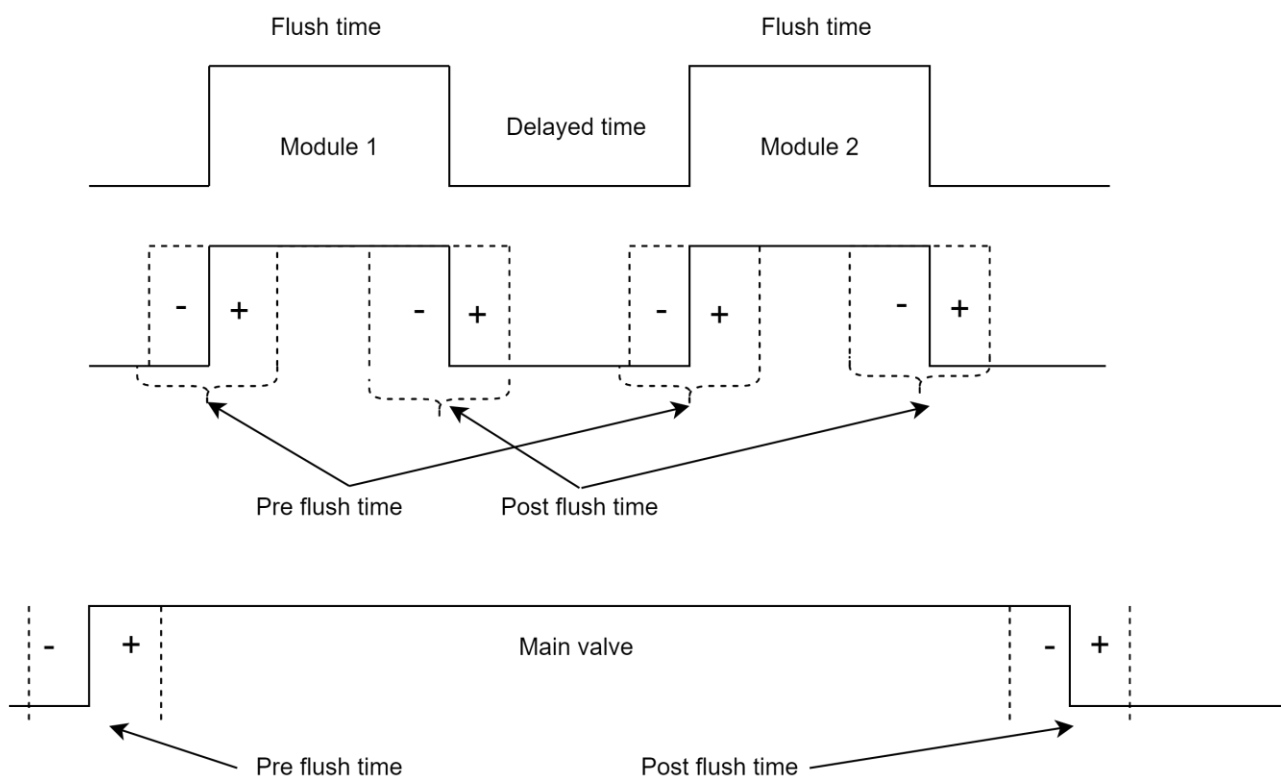 Flush time
Flush time
Delayed time
Module 1
Module 2
- + - + - + - +
Pre flush time
Post flush time
- + Main valve - +
Pre flush time
Post flush time